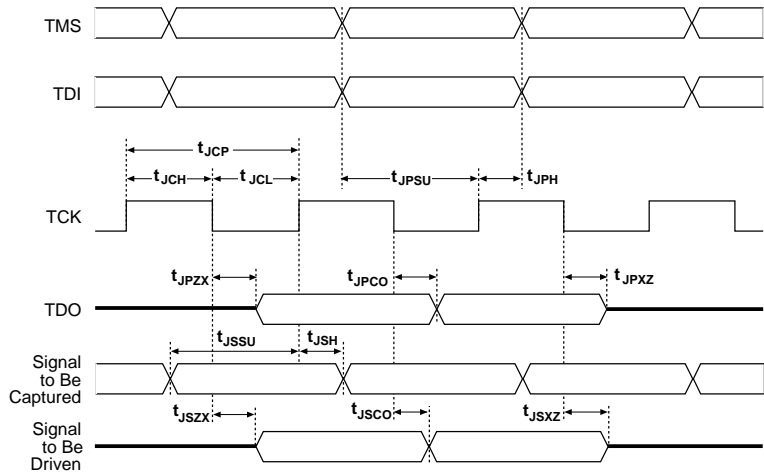 TMS
TDI
tJCP
tJCH
tJCL
tJPSU
tJPH
TCK
tJPZX
tJPCO
tJPXZ
TDO
tJSSU
tJSH
Signal
to Be
Captured
tJSZX
tJSCO
tJSXZ
Signal
to Be
Driven